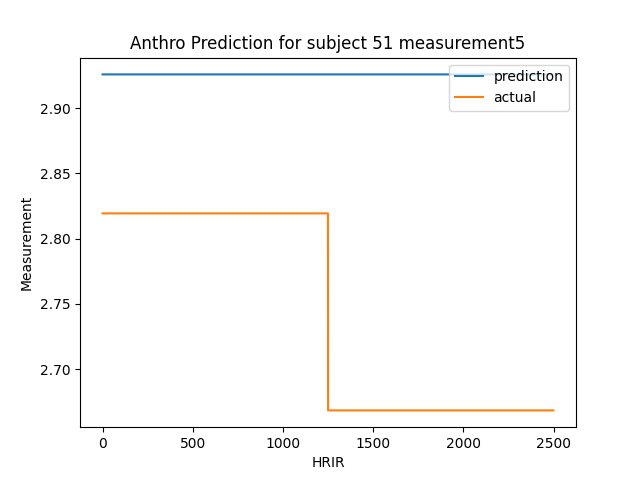 Anthro Prediction for subject 51 measurement5
prediction
actual
Measurement
2.90
2.85
2.80
2.75
2.70
0 500 1000 1500 2000 2500
HRIR